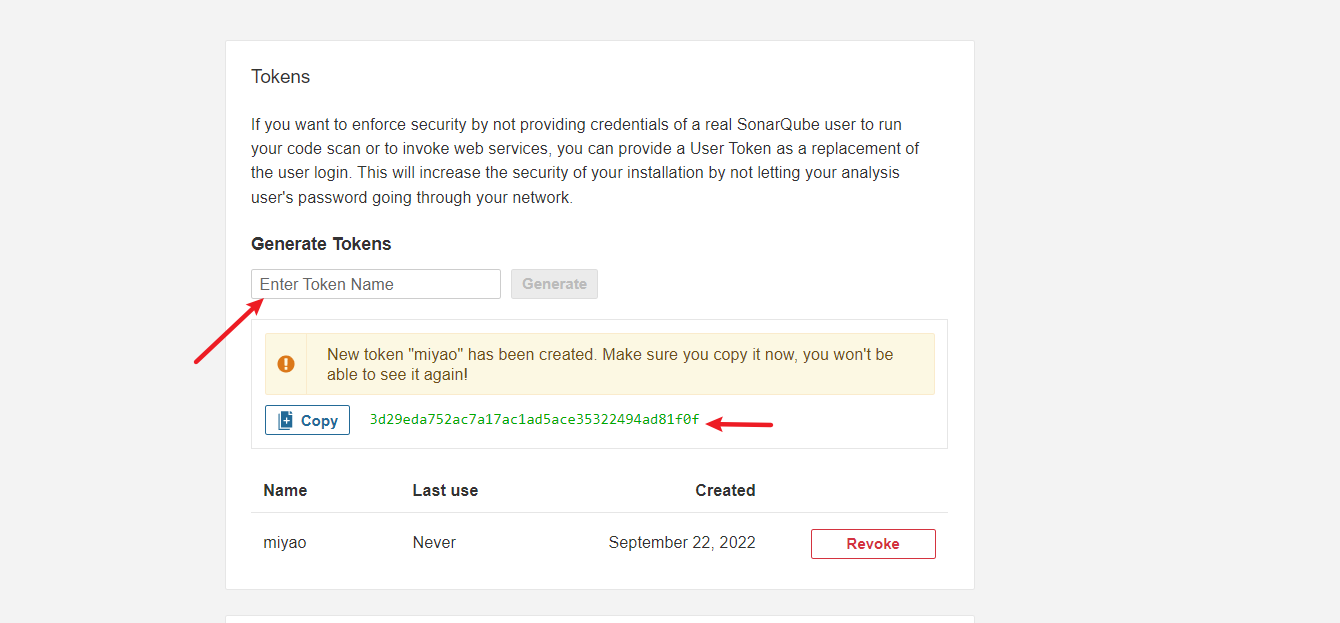 Tokens
If you want to enforce security by not providing credentials of a real SonarQube user to run
your code scan or to invoke web services, you can provide a User Token as a replacement of
the user login. This will increase the security of your installation by not letting your analysis
user's password going through your network.
Generate Tokens
Enter Token Name Generate
New token "miyao" has been created. Make sure you copy it now, you won't be
able to see it again!
Copy 3d29eda752ac7a17ac1ad5ace35322494ad81f0f
Name Last use Created
miyao Never September 22, 2022 Revoke